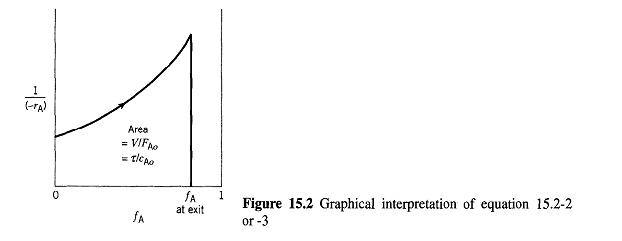 1
(−rA)
Area
= V/FAo
= τ/cAo
0
fA
1
at exit
fA
Figure 15.2 Graphical interpretation of equation 15.2-2
or -3